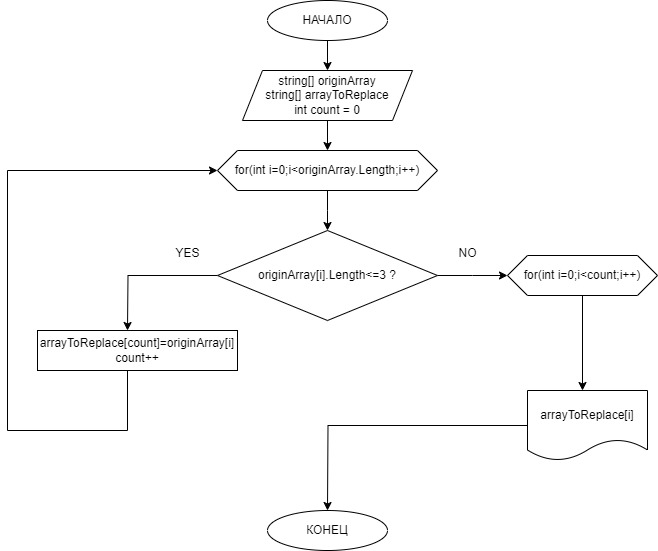 НАЧАЛО
string[] originArray
string[] arrayToReplace
int count = 0
for(int i=0;i<originArray.Length;i++)
YES
NO
originArray[i].Length<=3 ?
for(int i=0;i<count;i++)
arrayToReplace[count]=originArray[i]
count++
arrayToReplace[i]
КОНЕЦ